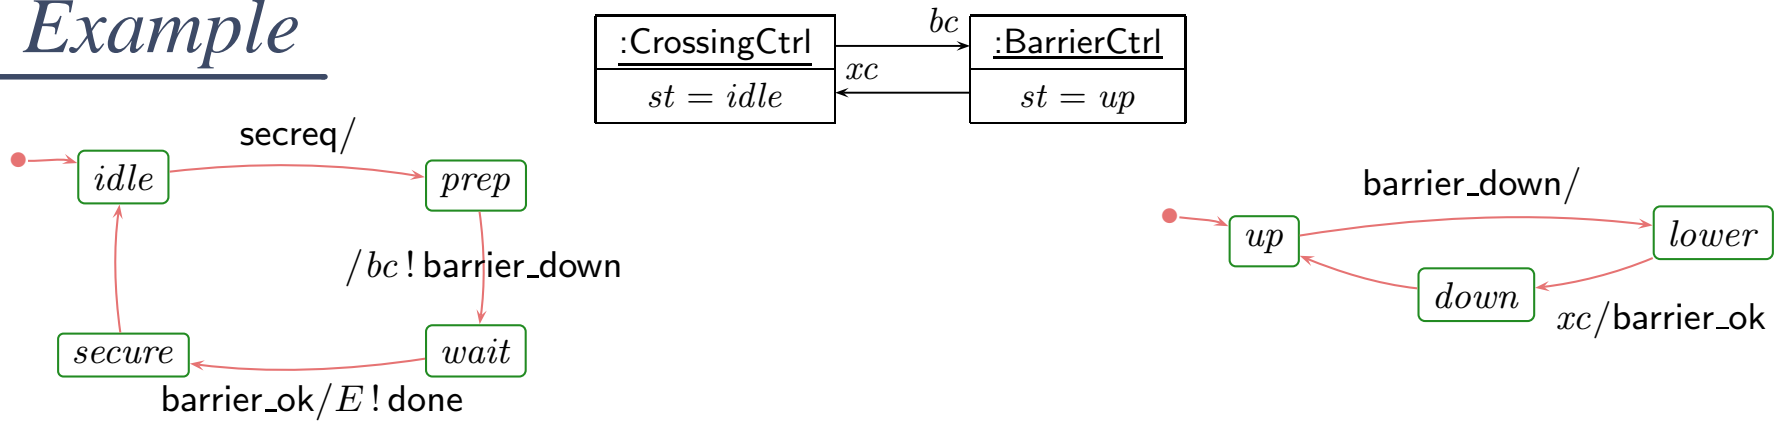 Example
:CrossingCtrl
st = idle
bc
xc
:BarrierCtrl
st = up
secreq/
idle
prep
/bc ! barrier_down
secure
wait
barrier_ok/E ! done
barrier_down/
up
lower
down
xc/barrier_ok